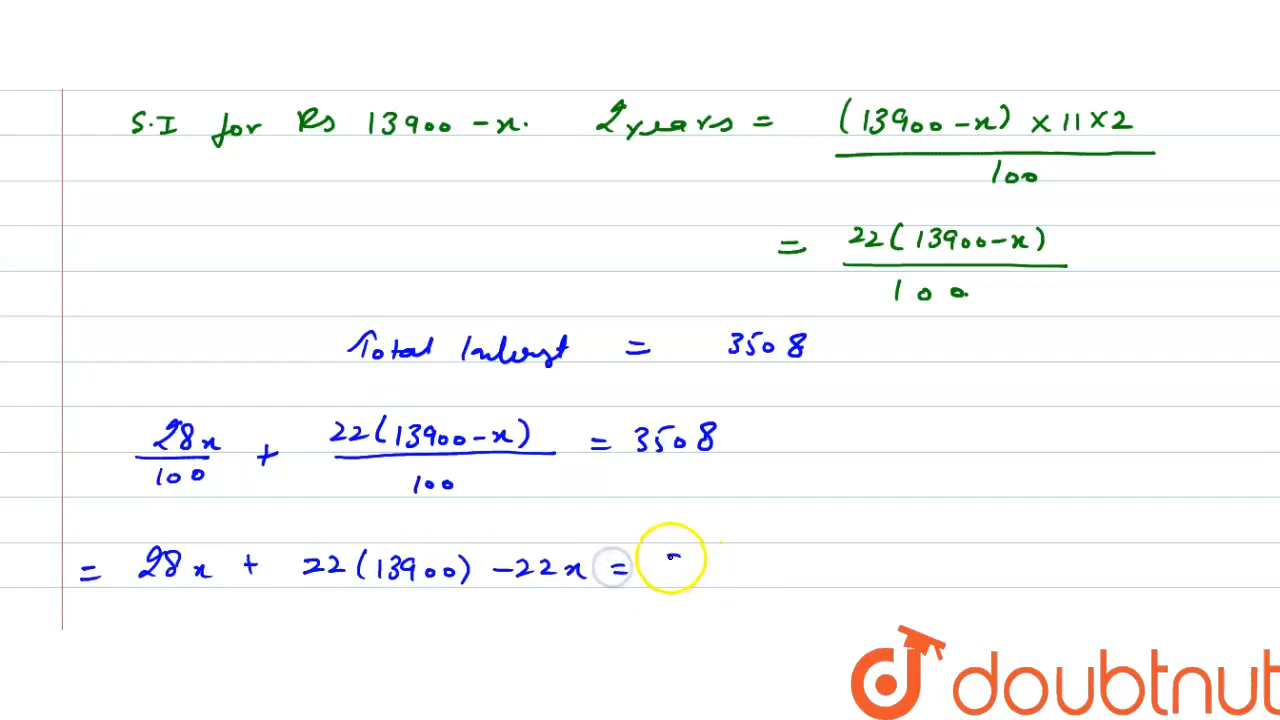 S.I for Rs 13900 - x. 2 years = (13900 - x) × 11 × 2 / 100
= 22(13900 - x) / 100
Total Interest = 3508
28x / 100 + 22(13900 - x) / 100 = 3508
= 28x + 22(13900) - 22x =
doubtnut